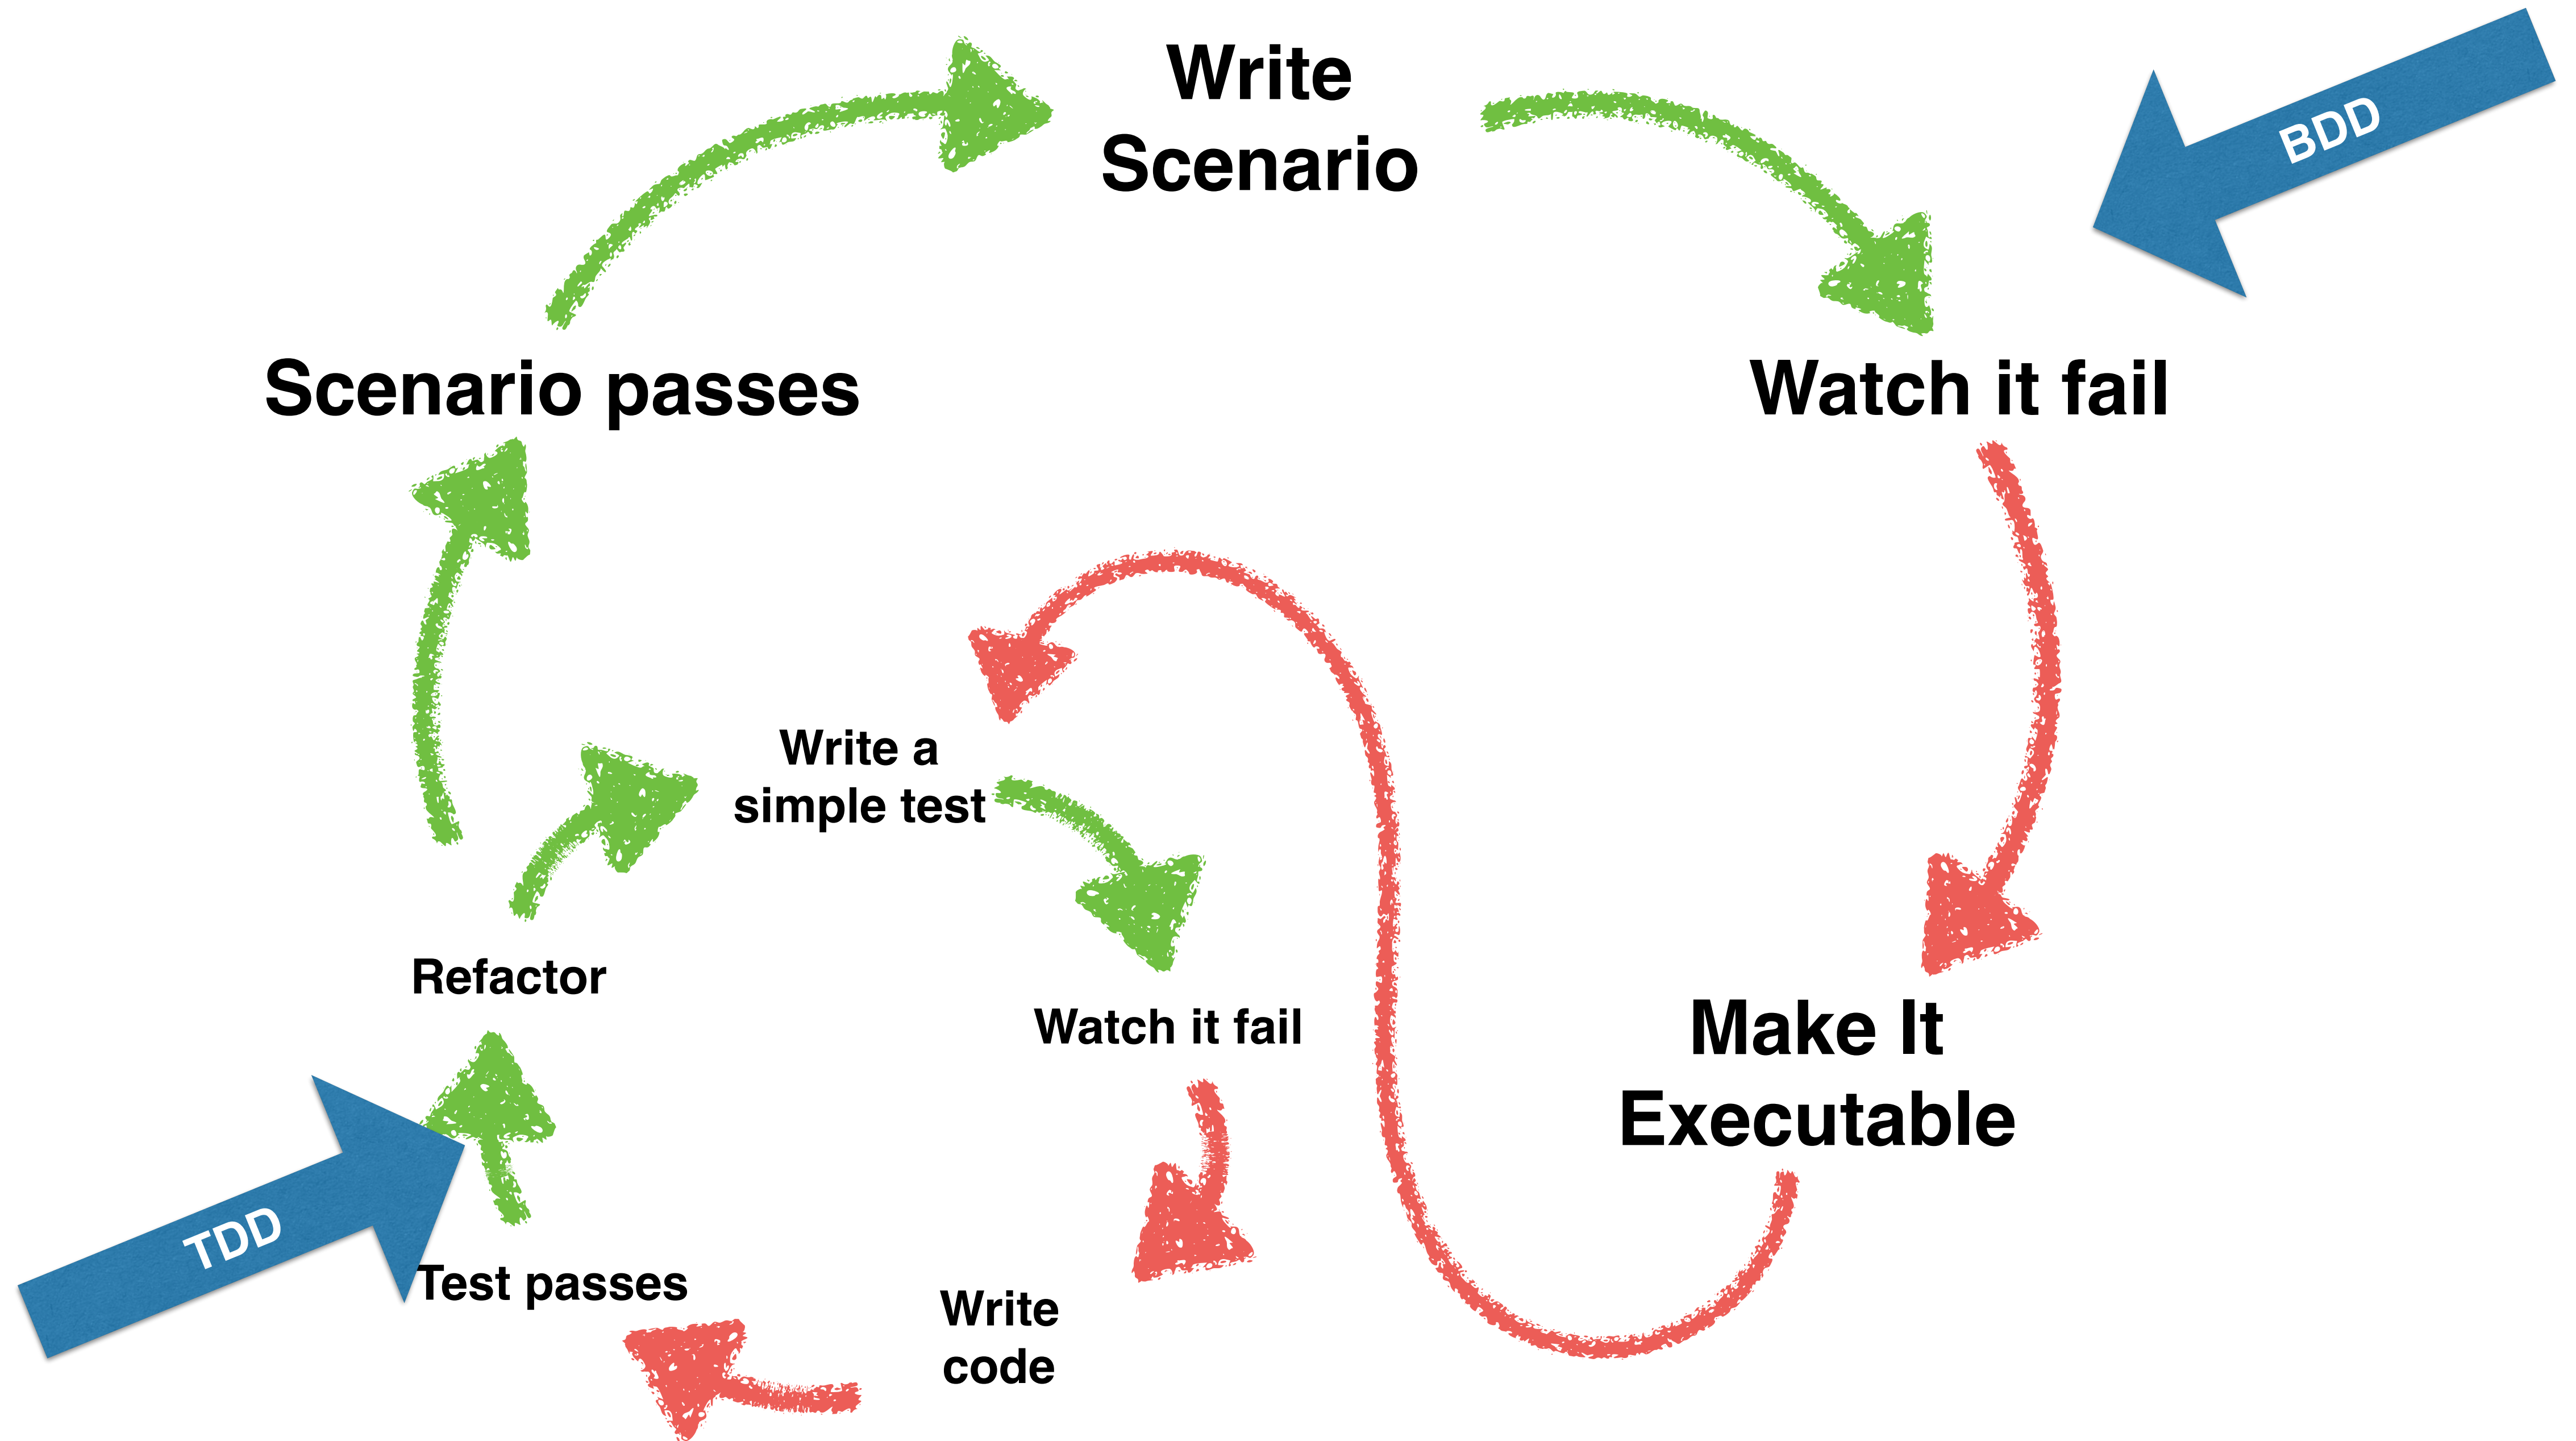 Write
Scenario
BDD
Scenario passes
Watch it fail
Write a
simple test
Refactor
Watch it fail
Make It
Executable
TDD
Test passes
Write
code